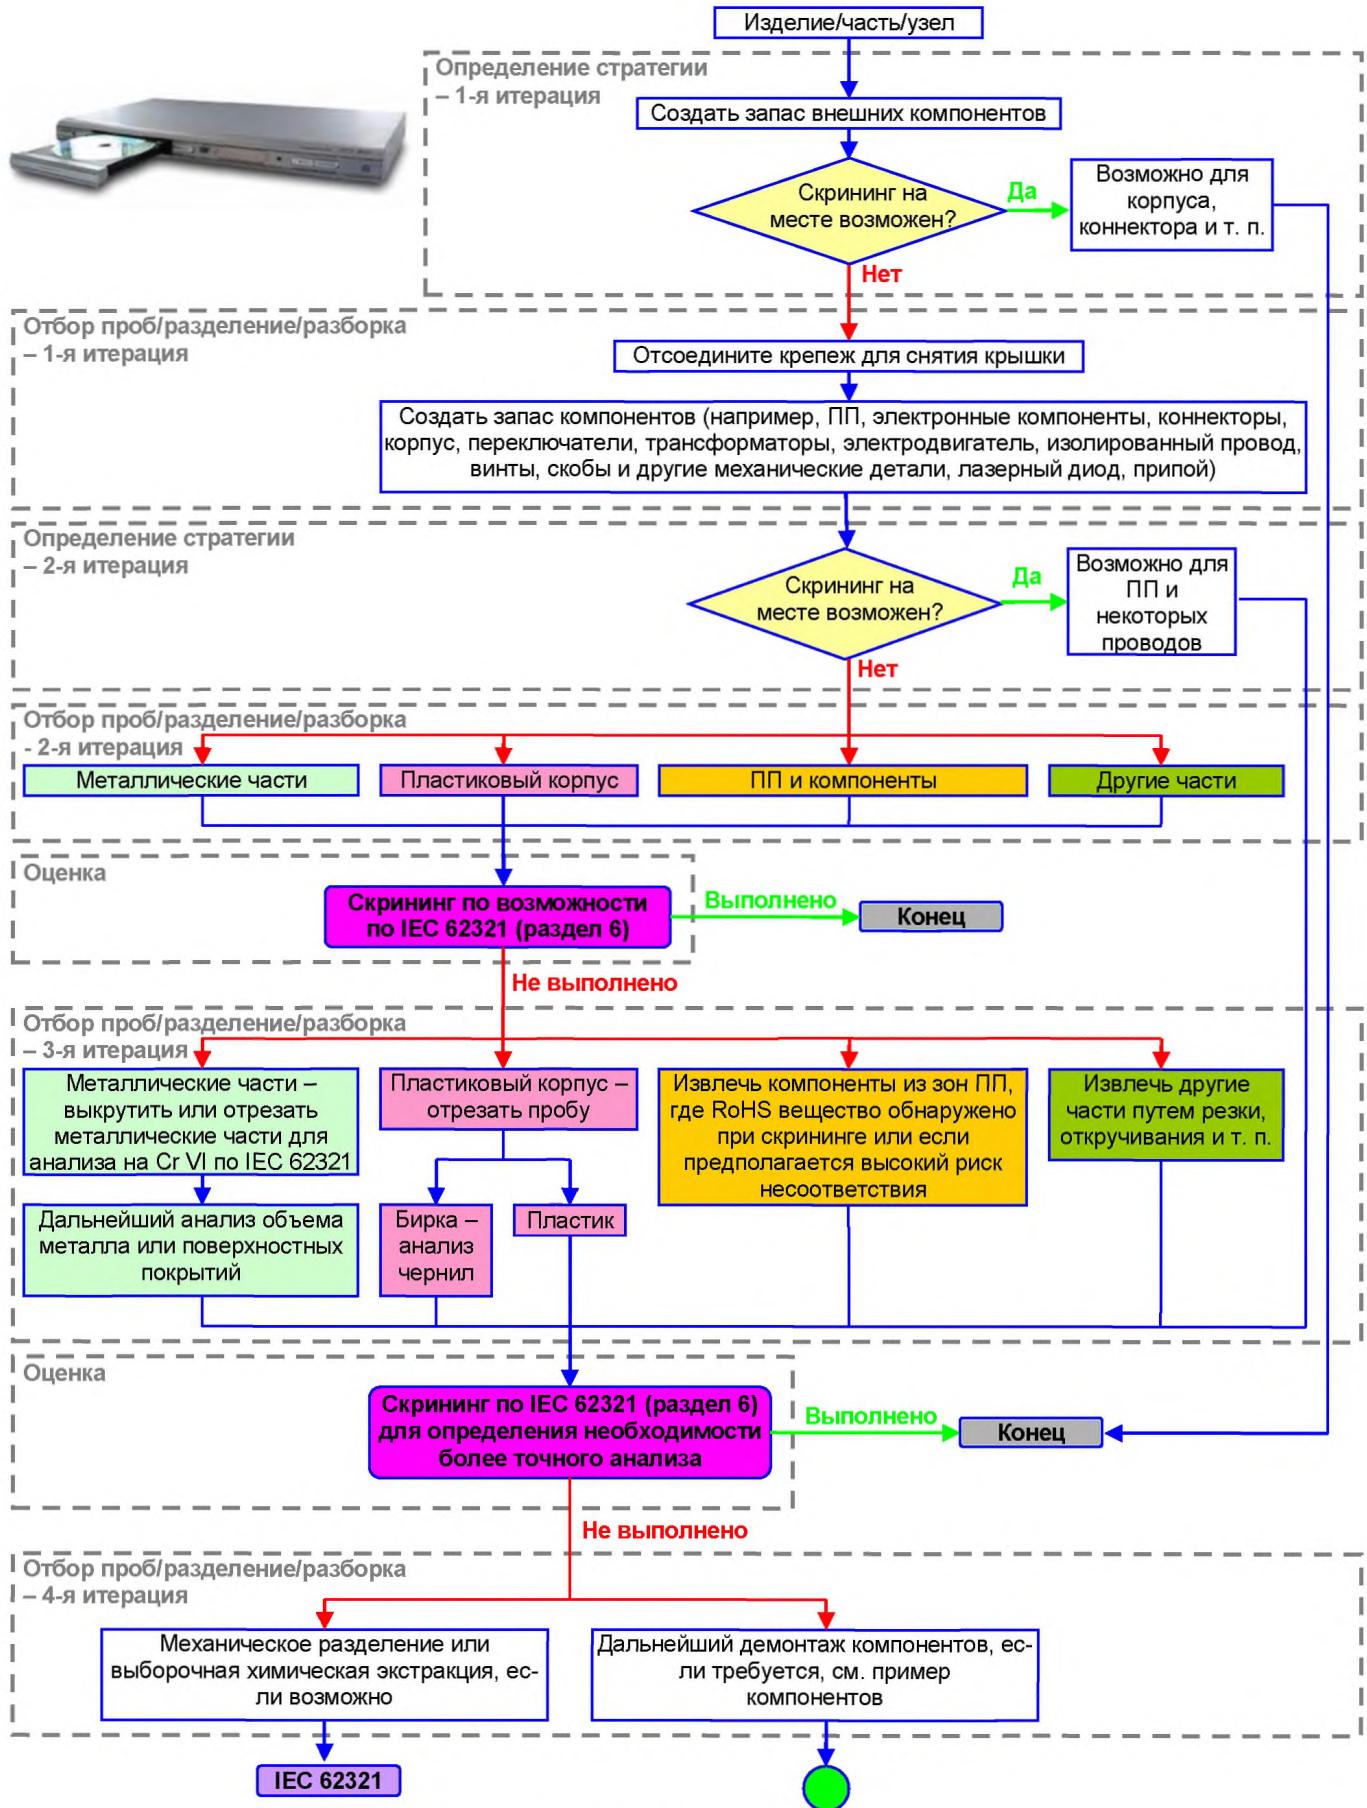 Изделие/часть/узел
Определение стратегии
– 1-я итерация
Создать запас внешних компонентов
Скрининг на
месте возможен?
Да
Возможно для
корпуса,
коннектора и т. п.
Нет
Отбор проб/разделение/разборка
– 1-я итерация
Отсоедините крепеж для снятия крышки
Создать запас компонентов (например, ПП, электронные компоненты, коннекторы,
корпус, переключатели, трансформаторы, электродвигатель, изолированный провод,
винты, скобы и другие механические детали, лазерный диод, припой)
Определение стратегии
– 2-я итерация
Скрининг на
месте возможен?
Да
Возможно для
ПП и
некоторых
проводов
Нет
Отбор проб/разделение/разборка
- 2-я итерация
Металлические части
Пластиковый корпус
ПП и компоненты
Другие части
Оценка
Скрининг по возможности
по IEC 62321 (раздел 6)
Выполнено
Конец
Не выполнено
Отбор проб/разделение/разборка
– 3-я итерация
Металлические части –
выкрутить или отрезать
металлические части для
анализа на Cr VI по IEC 62321
Пластиковый корпус –
отрезать пробу
Извлечь компоненты из зон ПП,
где RoHS вещество обнаружено
при скрининге или если
предполагается высокий риск
несоответствия
Извлечь другие
части путем резки,
откручивания и т. п.
Дальнейший анализ объема
металла или поверхностных
покрытий
Бирка –
анализ
чернил
Пластик
Оценка
Скрининг по IEC 62321 (раздел 6)
для определения необходимости
более точного анализа
Выполнено
Конец
Не выполнено
Отбор проб/разделение/разборка
– 4-я итерация
Механическое разделение или
выборочная химическая экстракция, ес-
ли возможно
Дальнейший демонтаж компонентов, ес-
ли требуется, см. пример
компонентов
IEC 62321